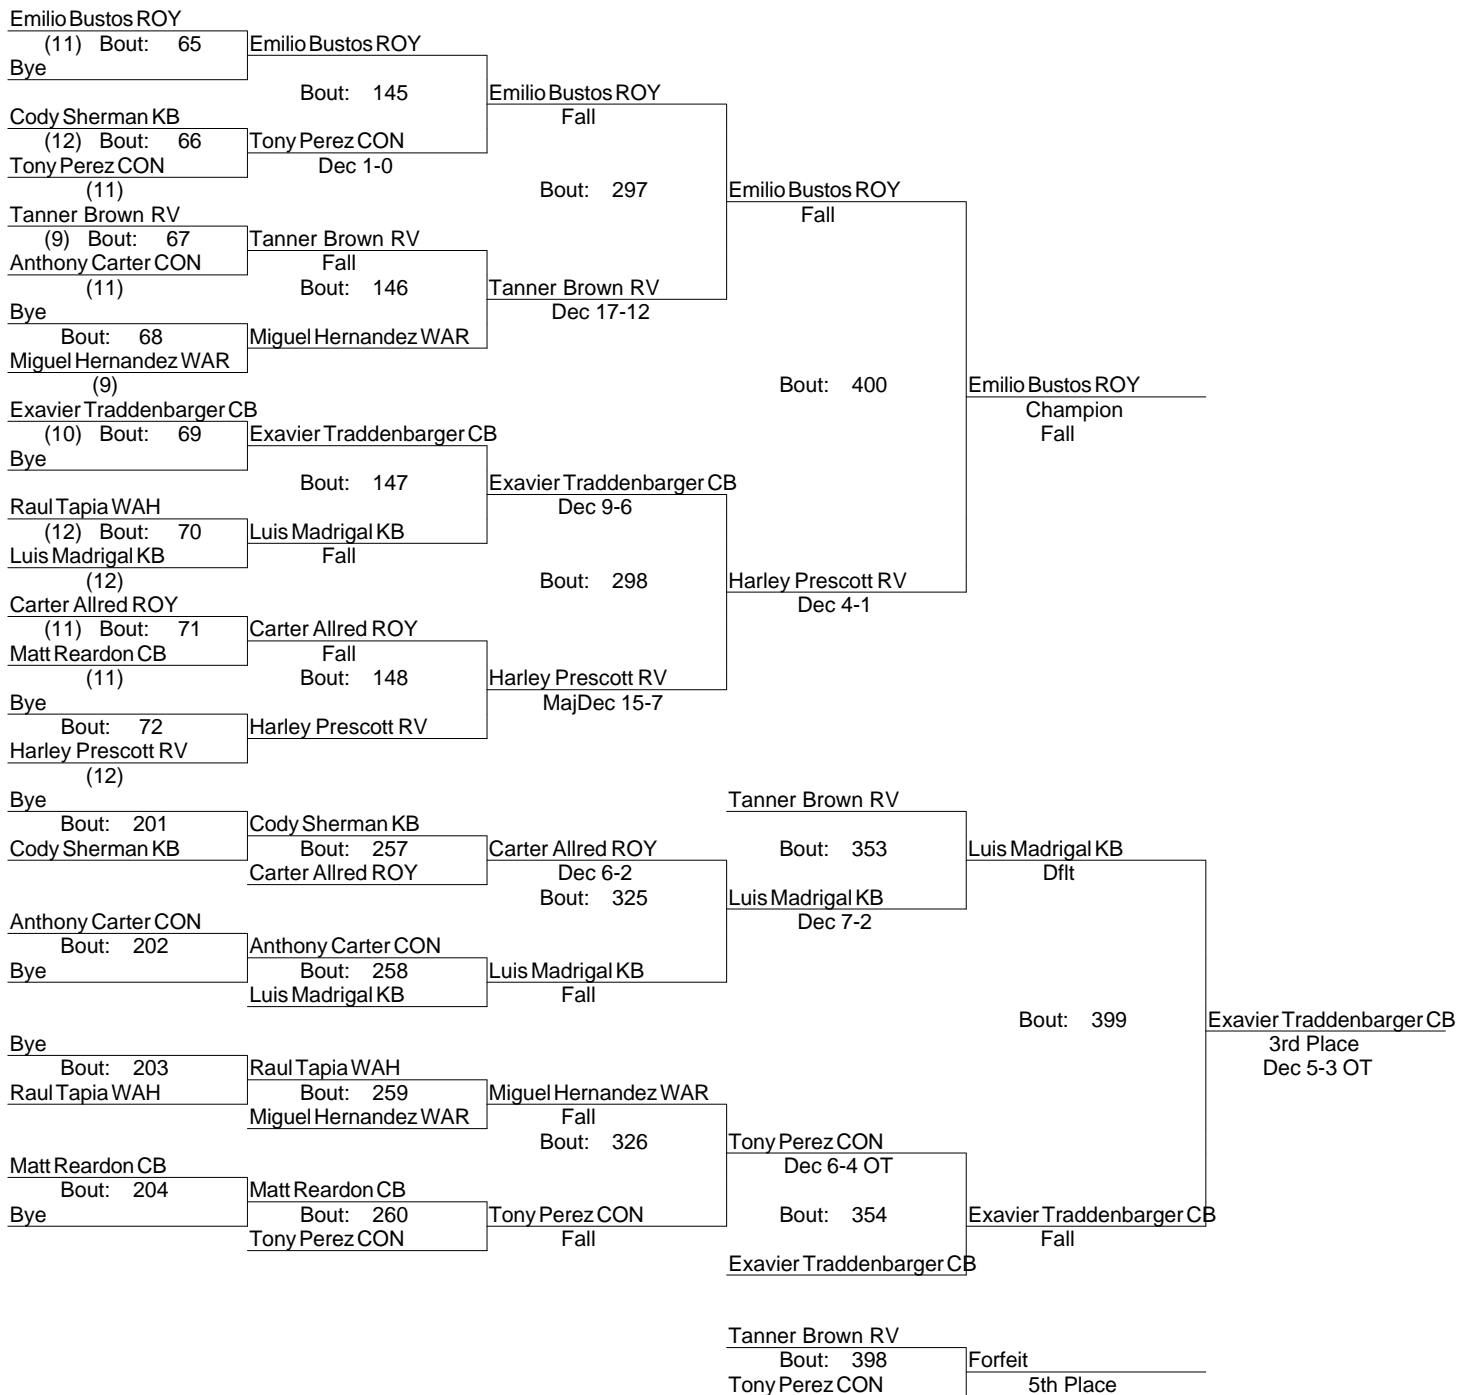 Emilio Bustos ROY
(11) Bout: 65
Bye
Emilio Bustos ROY
Bout: 145
Cody Sherman KB
(12) Bout: 66
Tony Perez CON
(11)
Tony Perez CON
Dec 1-0
Emilio Bustos ROY
Fall
Bout: 297
Tanner Brown RV
(9) Bout: 67
Anthony Carter CON
(11)
Tanner Brown RV
Fall
Bout: 146
Bye
Bout: 68
Miguel Hernandez WAR
(9)
Miguel Hernandez WAR
Tanner Brown RV
Dec 17-12
Emilio Bustos ROY
Fall
Bout: 400
Exavier Traddenbarger CB
(10) Bout: 69
Bye
Exavier Traddenbarger CB
Bout: 147
Raul Tapia WAH
(12) Bout: 70
Luis Madrigal KB
(12)
Luis Madrigal KB
Fall
Exavier Traddenbarger CB
Dec 9-6
Bout: 298
Carter Allred ROY
(11) Bout: 71
Matt Reardon CB
(11)
Carter Allred ROY
Fall
Bout: 148
Bye
Bout: 72
Harley Prescott RV
(12)
Harley Prescott RV
Harley Prescott RV
MajDec 15-7
Harley Prescott RV
Dec 4-1
Emilio Bustos ROY
Champion
Fall
Bye
Bout: 201
Cody Sherman KB
Cody Sherman KB
Bout: 257
Carter Allred ROY
Carter Allred ROY
Dec 6-2
Bout: 325
Anthony Carter CON
Bout: 202
Bye
Anthony Carter CON
Bout: 258
Luis Madrigal KB
Luis Madrigal KB
Fall
Tanner Brown RV
Bout: 353
Luis Madrigal KB
Dec 7-2
Luis Madrigal KB
Dflt
Bout: 399
Bye
Bout: 203
Raul Tapia WAH
Raul Tapia WAH
Bout: 259
Miguel Hernandez WAR
Miguel Hernandez WAR
Fall
Bout: 326
Matt Reardon CB
Bout: 204
Bye
Matt Reardon CB
Bout: 260
Tony Perez CON
Tony Perez CON
Fall
Tony Perez CON
Dec 6-4 OT
Bout: 354
Exavier Traddenbarger CB
Exavier Traddenbarger CB
Fall
Exavier Traddenbarger CB
3rd Place
Dec 5-3 OT
Tanner Brown RV
Bout: 398
Tony Perez CON
Forfeit
5th Place